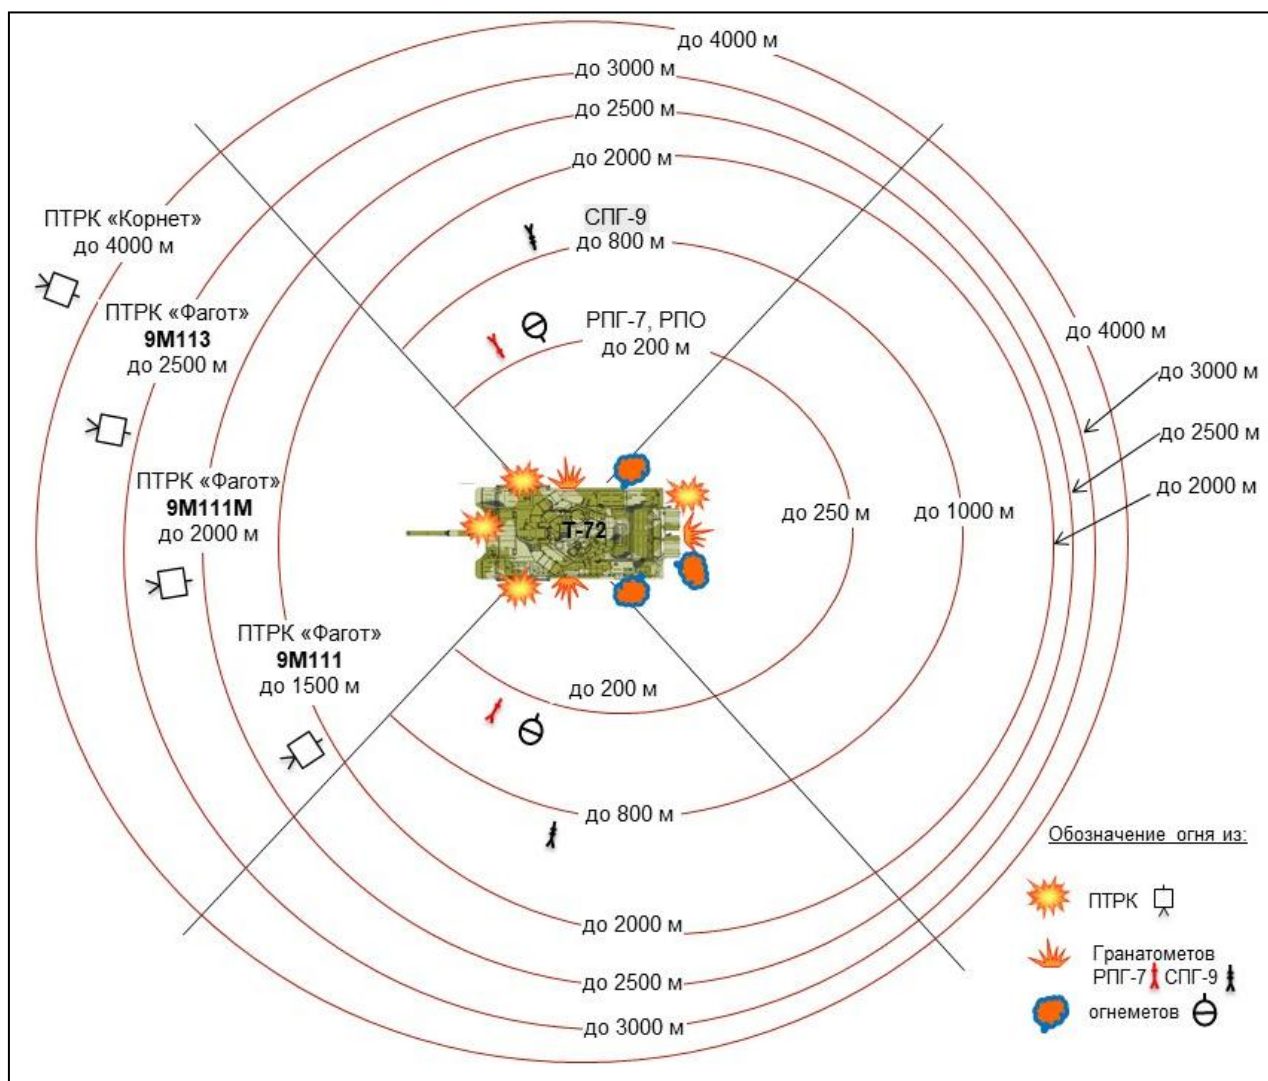 до 4000 м
до 3000 м
до 2500 м
до 2000 м
ПТРК «Корнет»
до 4000 м
СПГ-9
до 800 м
ПТРК «Фагот»
9М113
до 2500 м
РПГ-7, РПО
до 200 м
до 4000 м
до 3000 м
до 2500 м
до 2000 м
ПТРК «Фагот»
9М111М
до 2000 м
Т-72
до 250 м
до 1000 м
ПТРК «Фагот»
9М111
до 1500 м
до 200 м
до 800 м
до 2000 м
до 2500 м
до 3000 м
Обозначение огня из:
ПТРК
Гранатометов
РПГ-7 СПГ-9
огнеметов